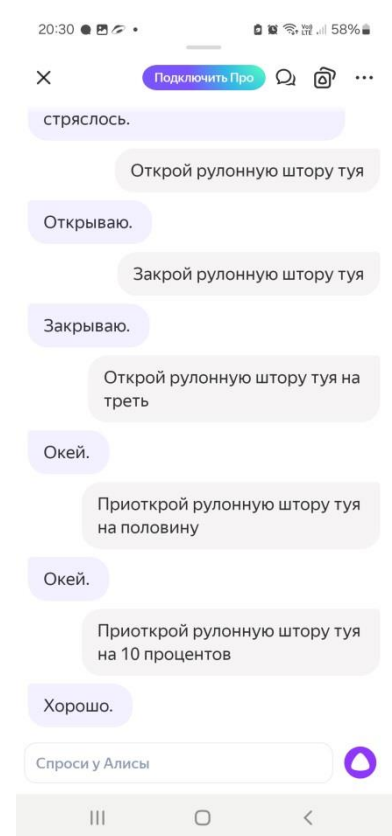 20:30
58%
Подключить Про
стряслось.
Открой рулонную штору туя
Открываю.
Закрой рулонную штору туя
Закрываю.
Открой рулонную штору туя на
треть
Окей.
Приоткрой рулонную штору туя
на половину
Окей.
Приоткрой рулонную штору туя
на 10 процентов
Хорошо.
Спроси у Алисы